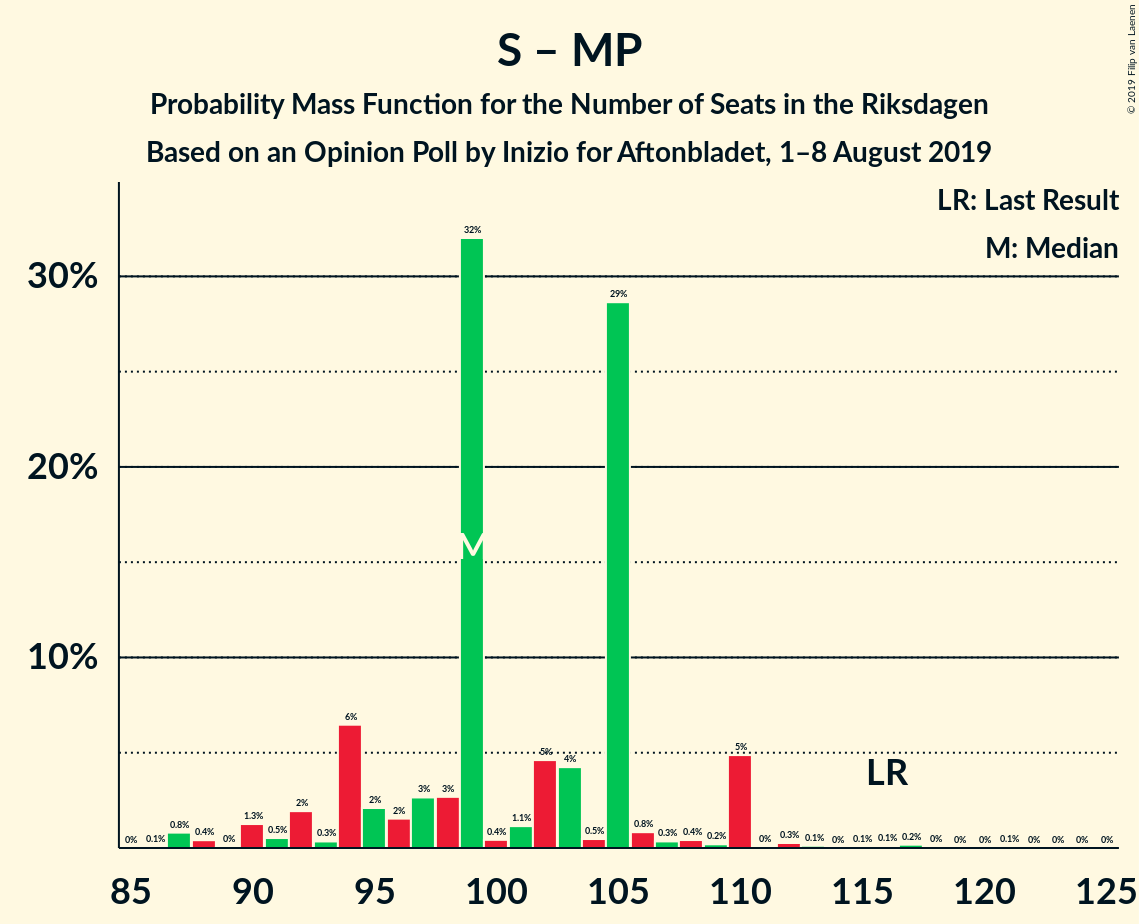 S – MP
Probability Mass Function for the Number of Seats in the Riksdagen
Based on an Opinion Poll by Inizio for Aftonbladet, 1–8 August 2019
© 2019 Filip van Laenen
LR: Last Result
M: Median
30%
20%
10%
0% 0.1% 0.8% 0.4% 0% 1.3% 0.5% 2% 0.3% 6% 2% 2% 3% 3% 32% 0.4% 1.1% 5% 4% 0.5% 29% 0.8% 0.3% 0.4% 0.2% 5% 0% 0.3% 0.1% 0% 0.1% 0.1% 0.2% 0% 0% 0% 0.1% 0% 0% 0% 0%
M
LR
85 90 95 100 105 110 115 120 125